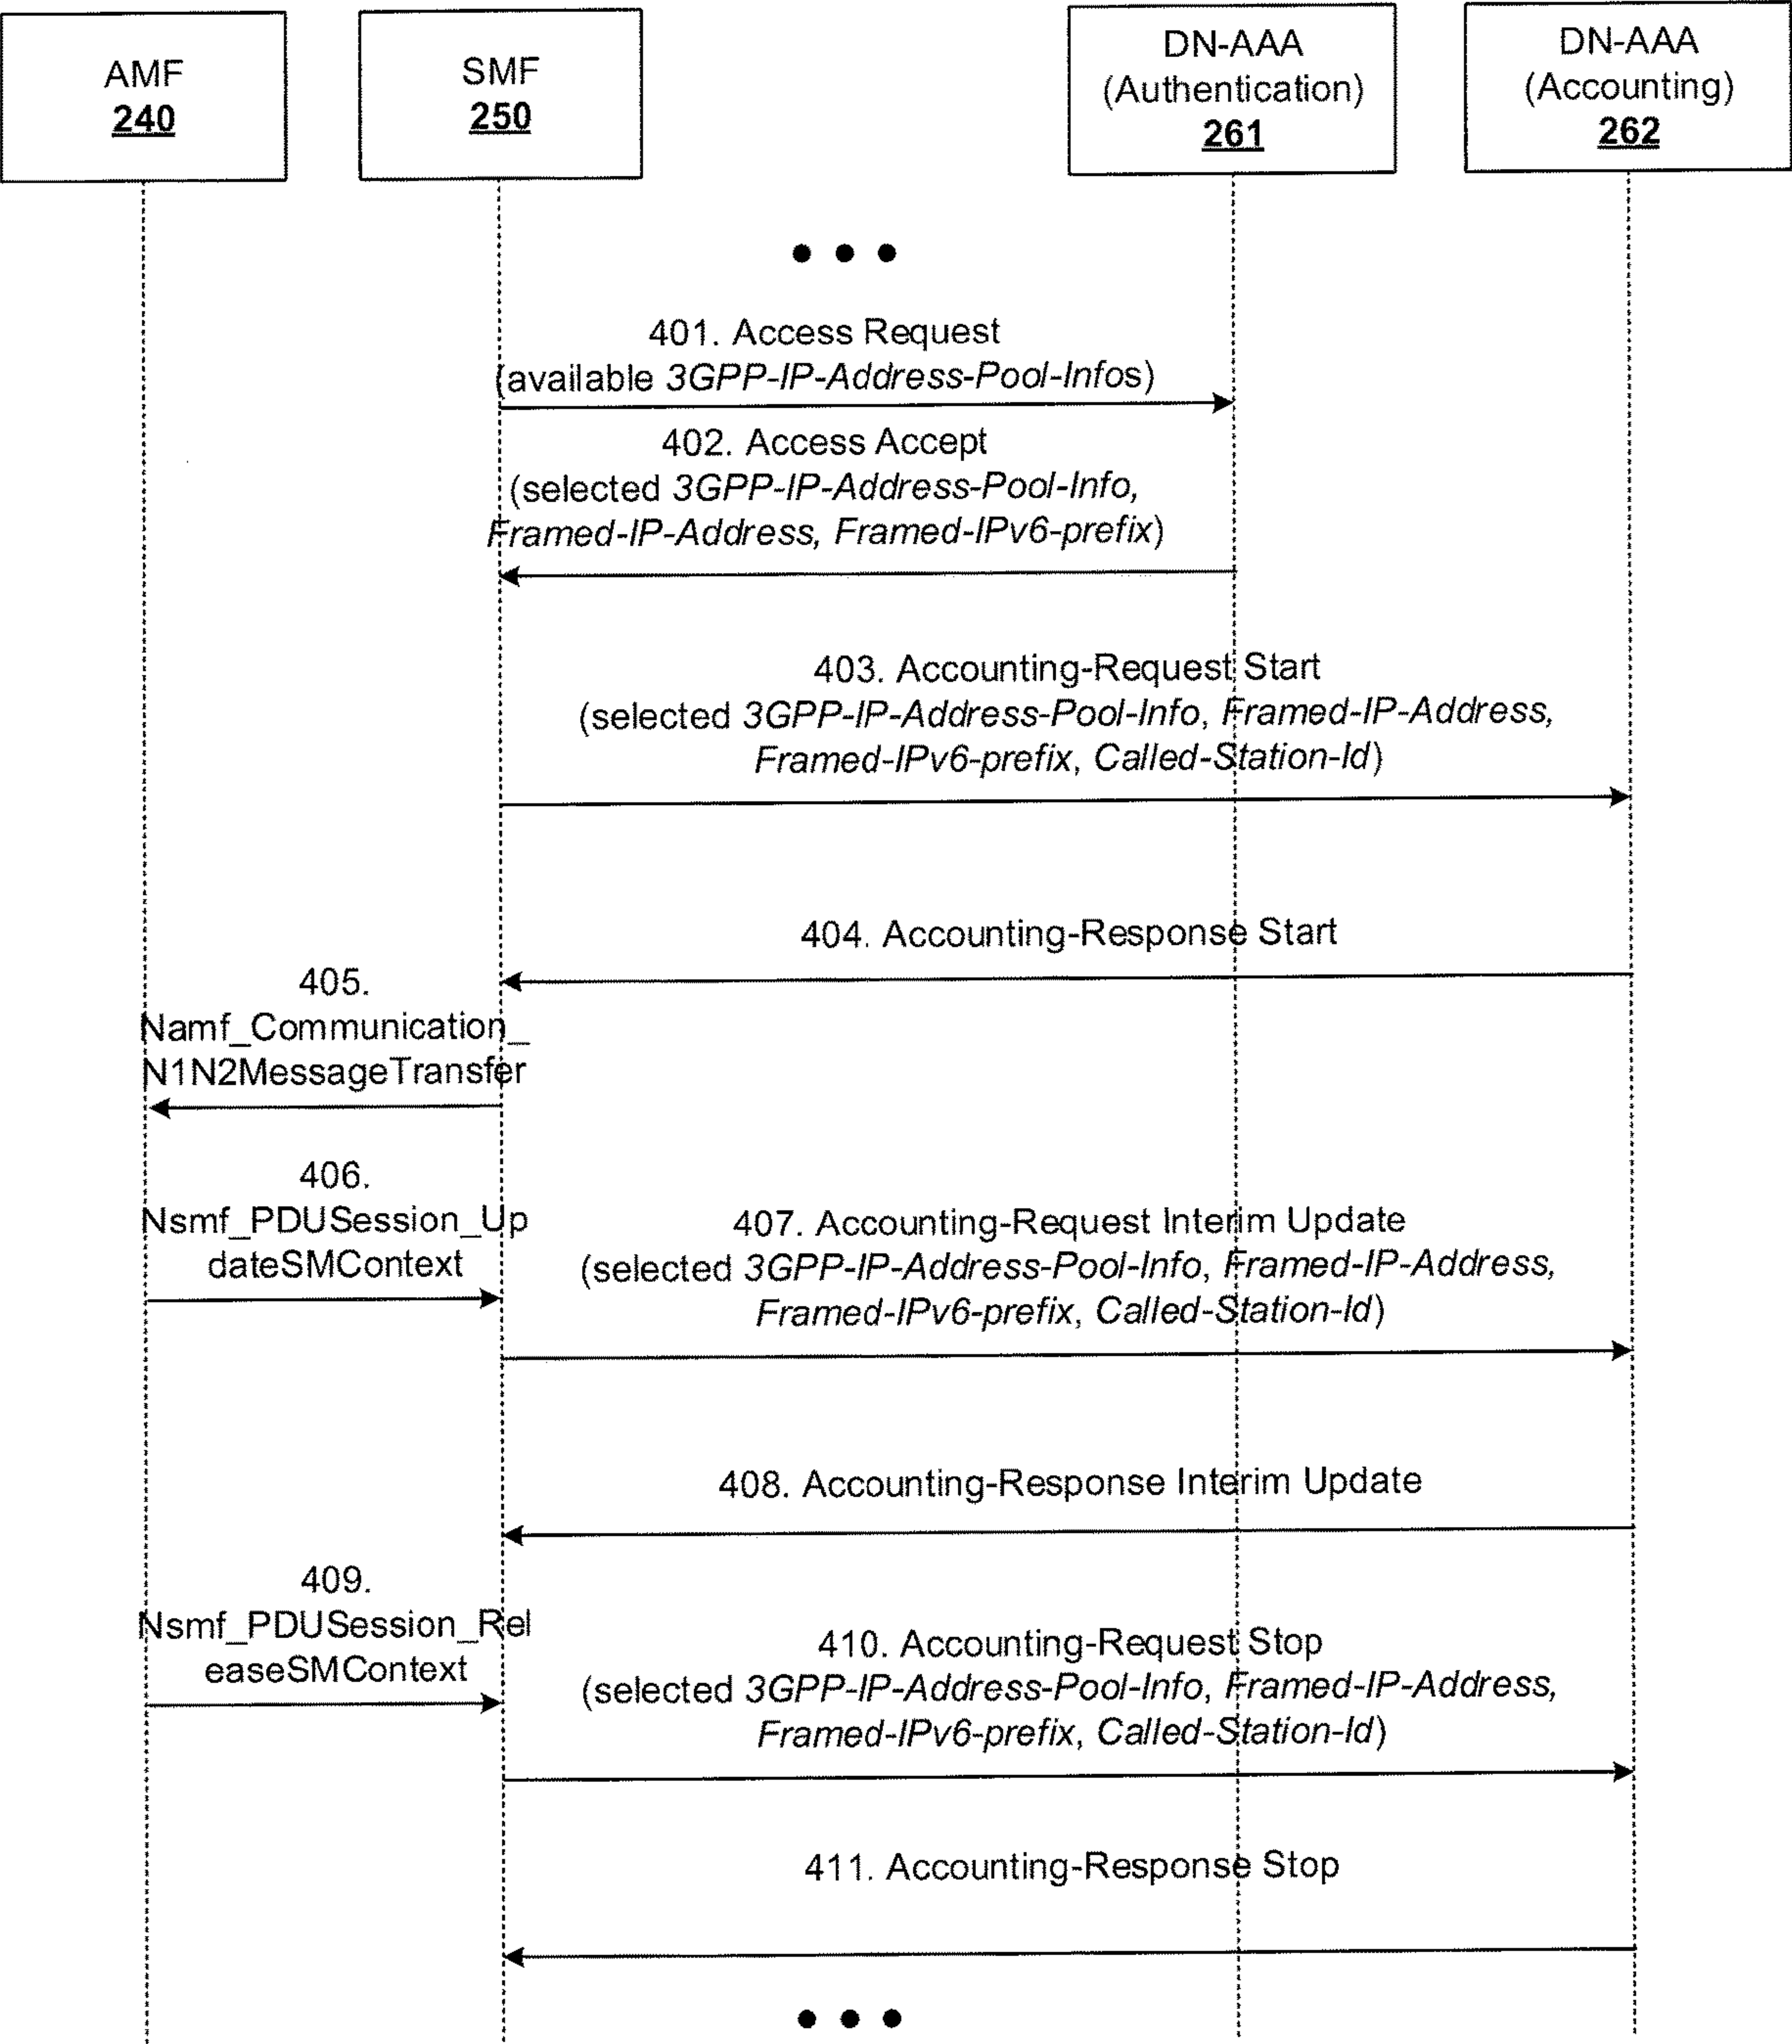 AMF
240
SMF
250
DN-AAA
(Authentication)
261
DN-AAA
(Accounting)
262
401. Access Request
(available 3GPP-IP-Address-Pool-Infos)
402. Access Accept
(selected 3GPP-IP-Address-Pool-Info,
Framed-IP-Address, Framed-IPv6-prefix)
403. Accounting-Request Start
(selected 3GPP-IP-Address-Pool-Info, Framed-IP-Address,
Framed-IPv6-prefix, Called-Station-Id)
404. Accounting-Response Start
405.
Namf_Communication_
N1N2MessageTransfer
406.
Nsmf_PDUSession_Up
dateSMContext
407. Accounting-Request Interim Update
(selected 3GPP-IP-Address-Pool-Info, Framed-IP-Address,
Framed-IPv6-prefix, Called-Station-Id)
408. Accounting-Response Interim Update
409.
Nsmf_PDUSession_Rel
easeSMContext
410. Accounting-Request Stop
(selected 3GPP-IP-Address-Pool-Info, Framed-IP-Address,
Framed-IPv6-prefix, Called-Station-Id)
411. Accounting-Response Stop